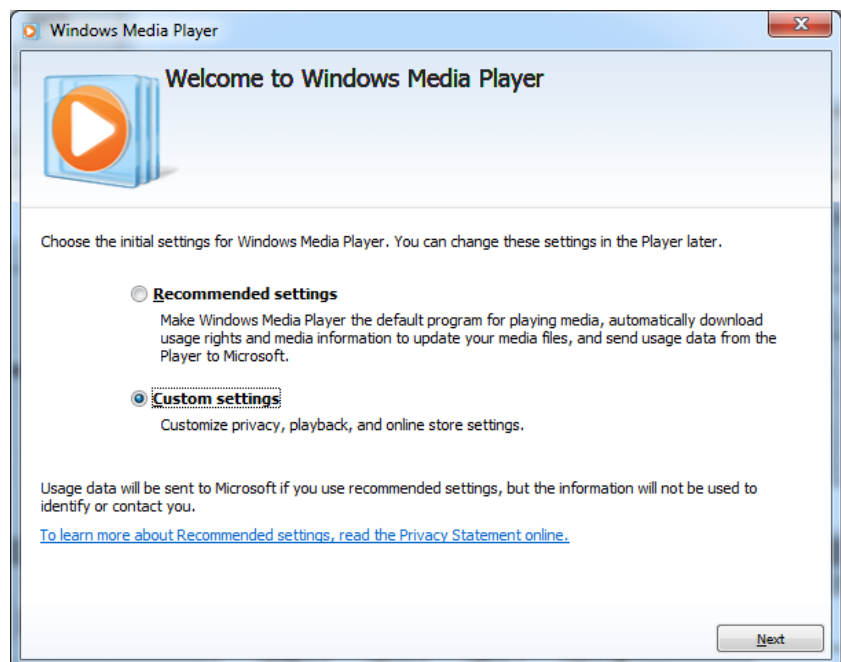 Windows Media Player
Welcome to Windows Media Player
Choose the initial settings for Windows Media Player. You can change these settings in the Player later.
Recommended settings
Make Windows Media Player the default program for playing media, automatically download
usage rights and media information to update your media files, and send usage data from the
Player to Microsoft.
Custom settings
Customize privacy, playback, and online store settings.
Usage data will be sent to Microsoft if you use recommended settings, but the information will not be used to
identify or contact you.
To learn more about Recommended settings, read the Privacy Statement online.
Next